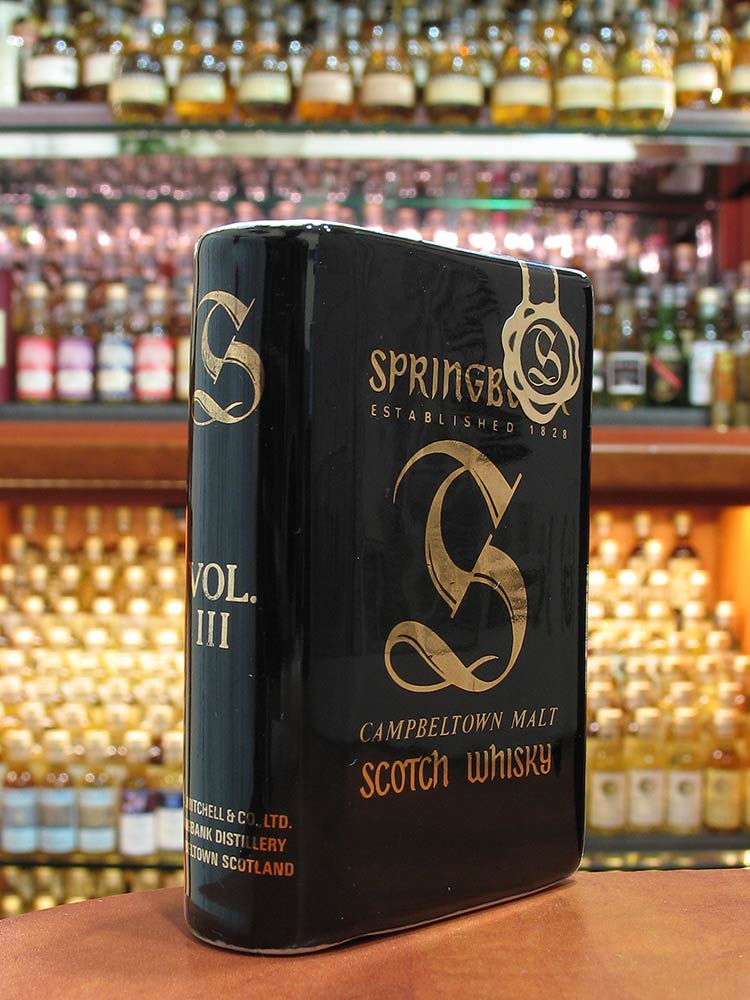 S
VOL.
III
MITCHELL & CO., LTD.
BANK DISTILLERY
TOWN SCOTLAND
S
SPRINGB K
ESTABLISHED 1828
S
CAMPBELTOWN MALT
SCOTCH WHISKY